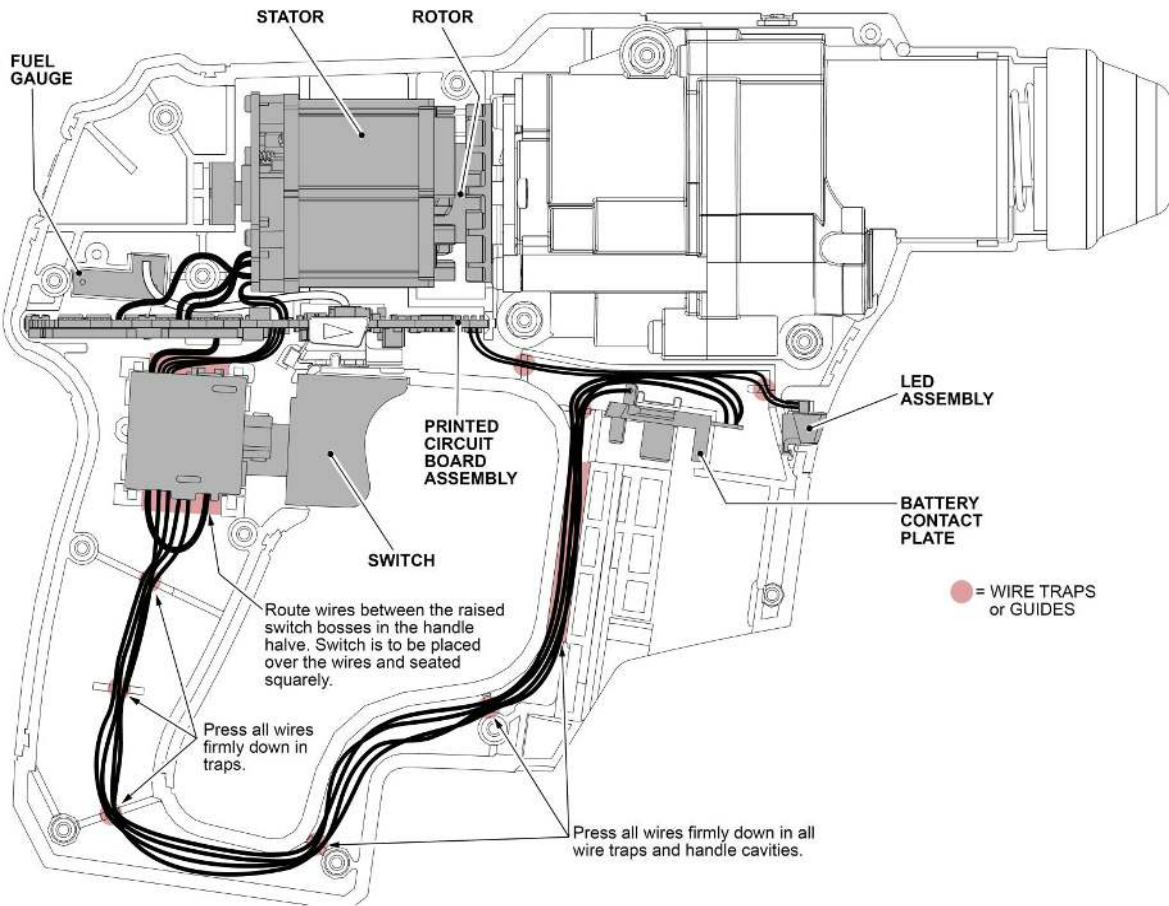 STATOR
ROTOR
FUEL
GAUGE
LED
ASSEMBLY
PRINTED
CIRCUIT
BOARD
ASSEMBLY
BATTERY
CONTACT
PLATE
SWITCH
= WIRE TRAPS
or GUIDES
Route wires between the raised
switch bosses in the handle
halve. Switch is to be placed
over the wires and seated
squarely.
Press all wires
firmly down in
traps.
Press all wires firmly down in all
wire traps and handle cavities.